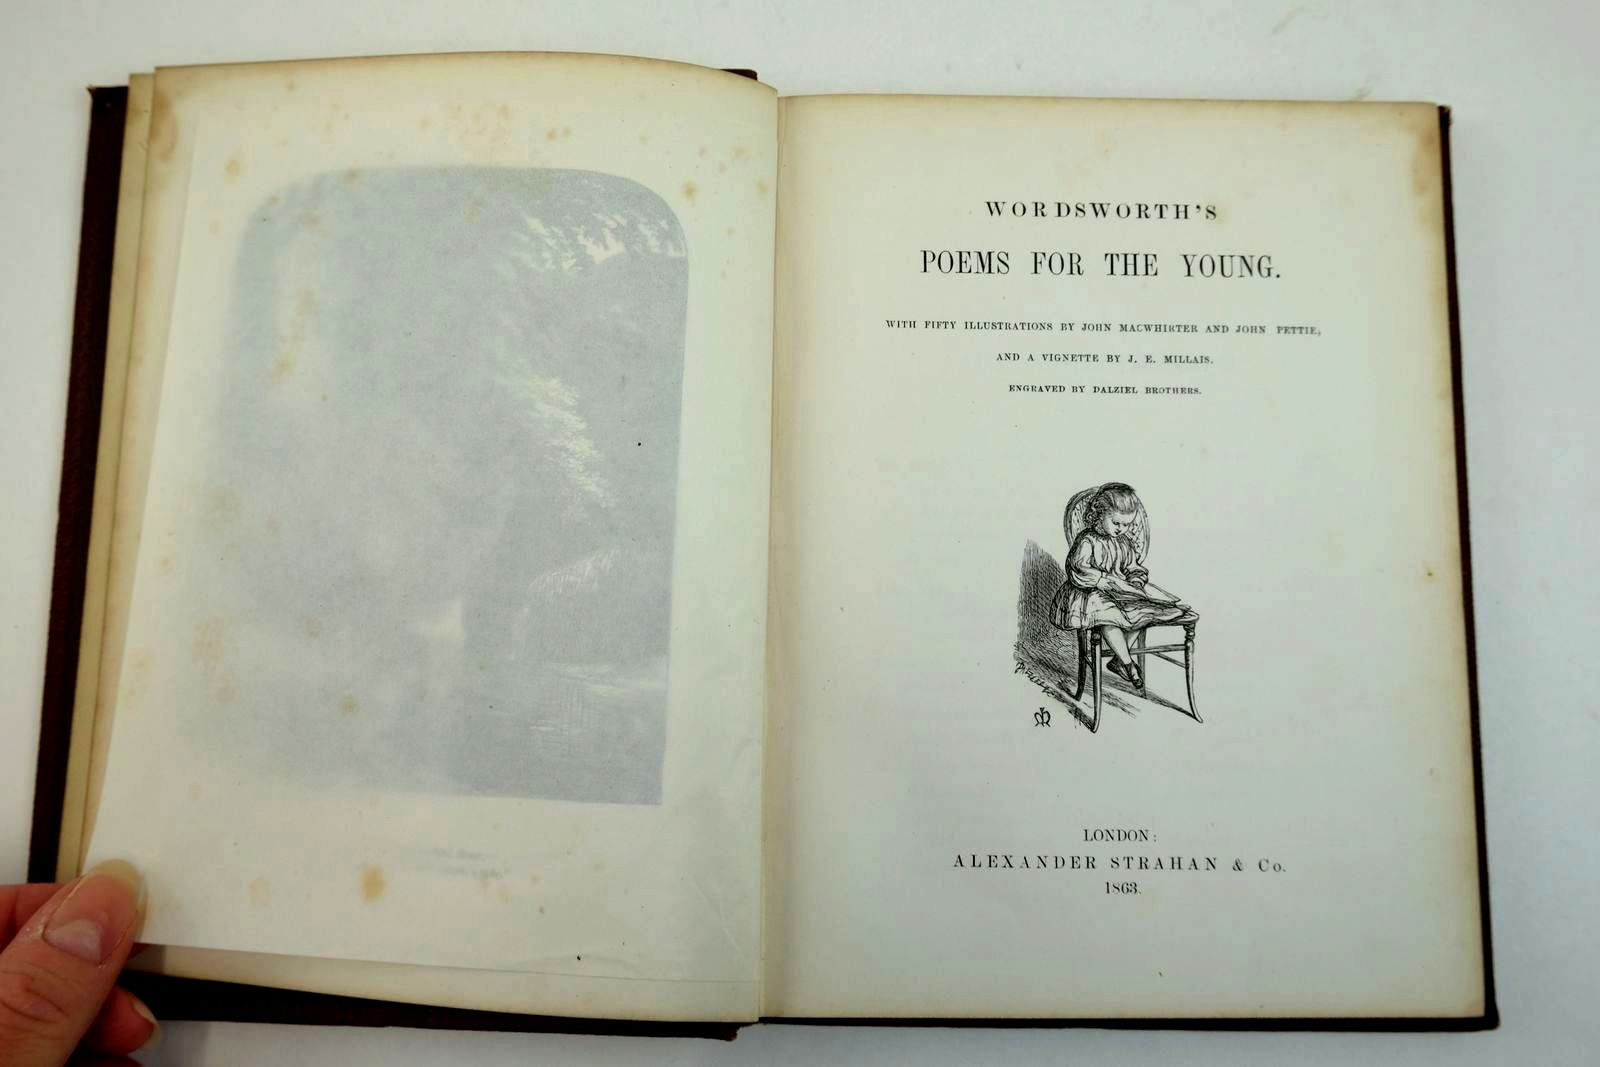 WORDSWORTH'S
POEMS FOR THE YOUNG.
WITH FIFTY ILLUSTRATIONS BY JOHN MACWHIRTER AND JOHN PETTIE,
AND A VIGNETTE BY J. E. MILLAIS.
ENGRAVED BY DALZIEL BROTHERS.
LONDON:
ALEXANDER STRAHAN & Co.
1863.